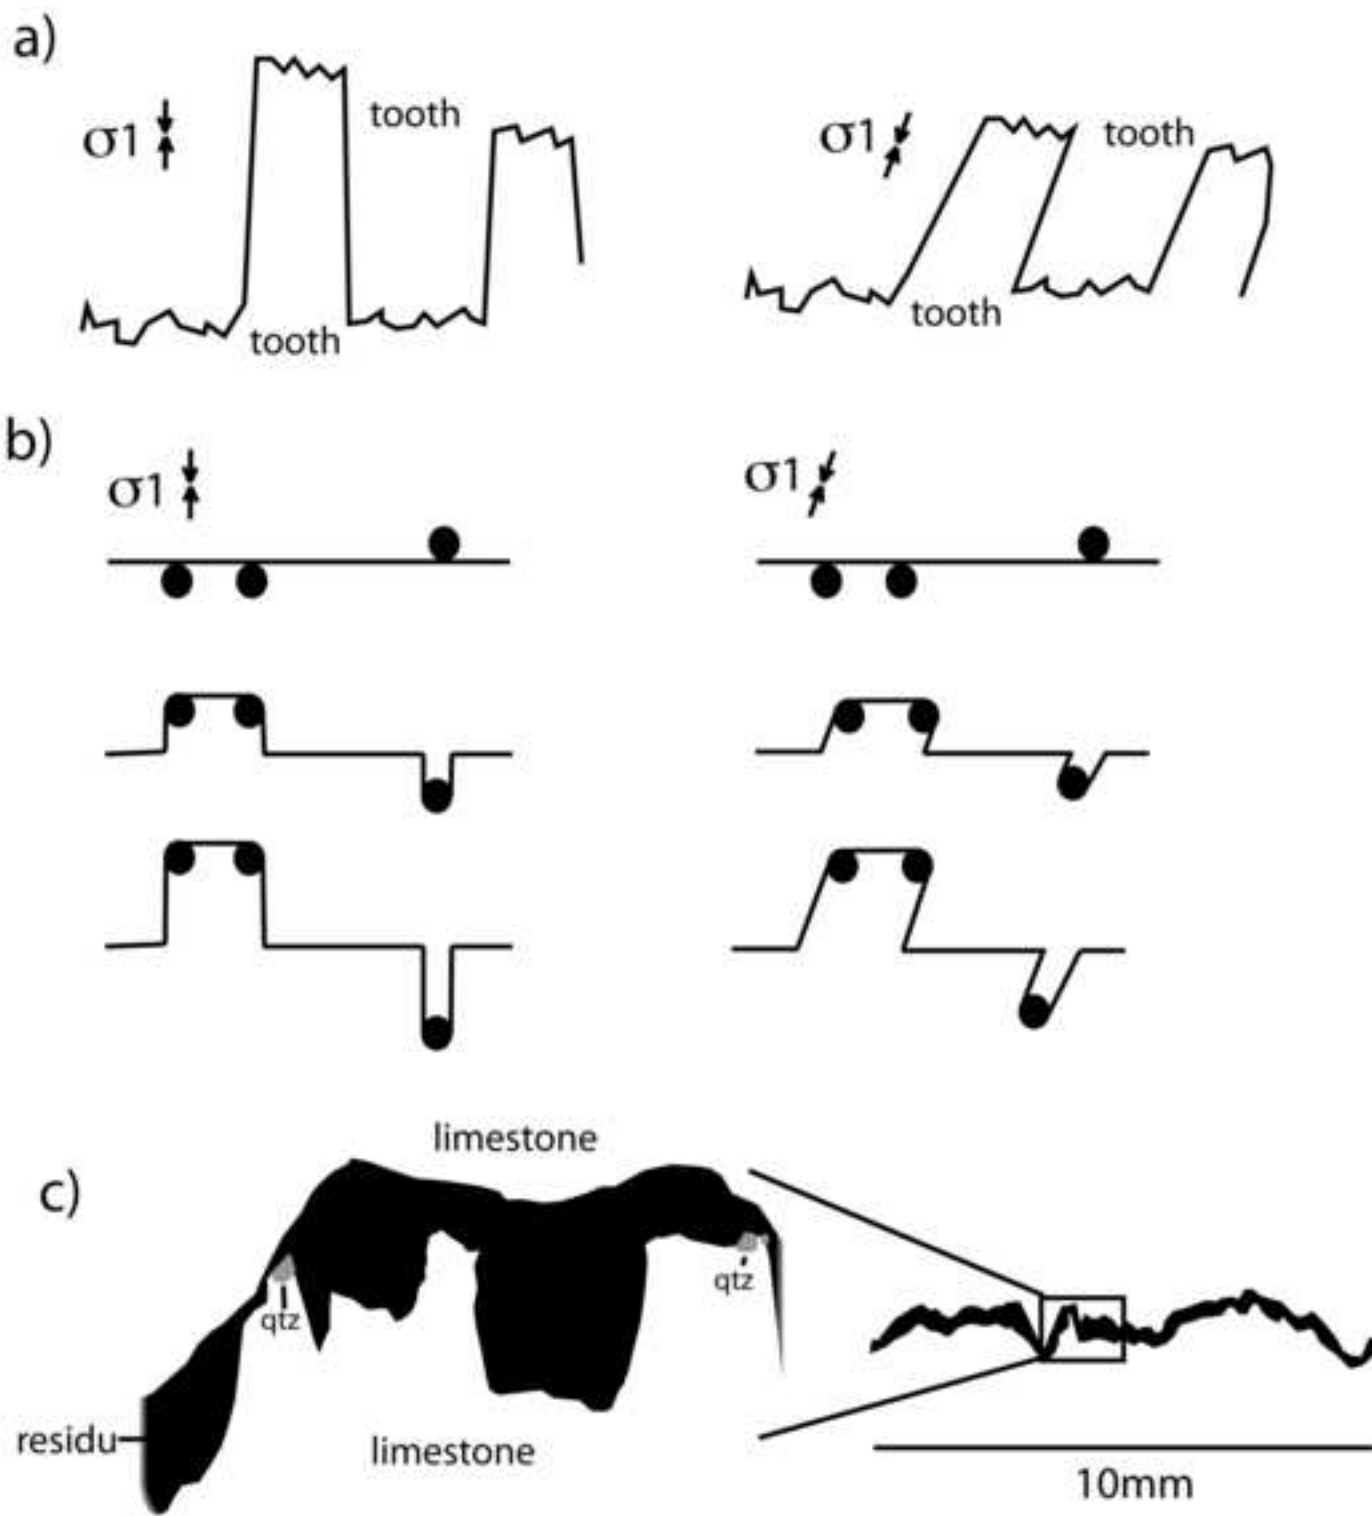 a)
σ1
tooth
tooth
σ1
tooth
tooth
b)
σ1
σ1
c)
limestone
qtz
qtz
residu
limestone
10mm